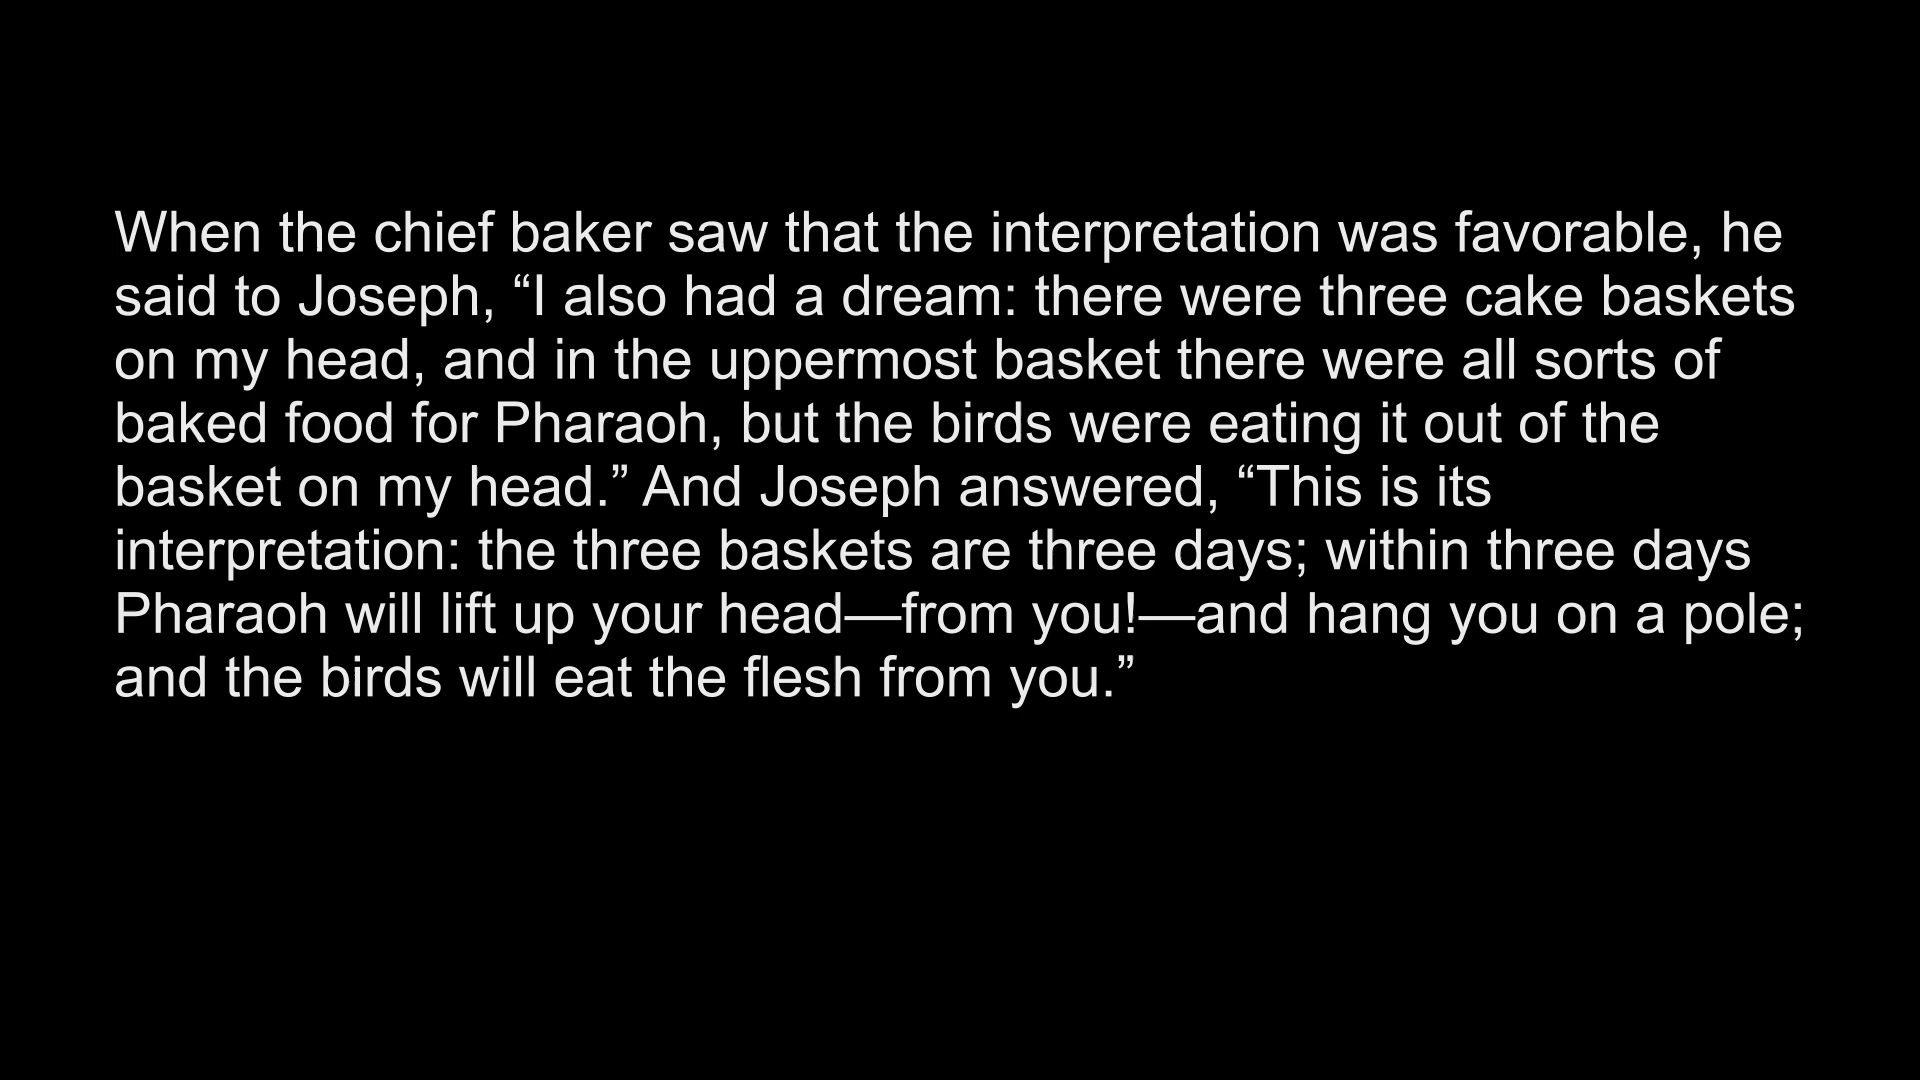 When the chief baker saw that the interpretation was favorable, he
said to Joseph, “I also had a dream: there were three cake baskets
on my head, and in the uppermost basket there were all sorts of
baked food for Pharaoh, but the birds were eating it out of the
basket on my head.” And Joseph answered, “This is its
interpretation: the three baskets are three days; within three days
Pharaoh will lift up your head—from you!—and hang you on a pole;
and the birds will eat the flesh from you.”